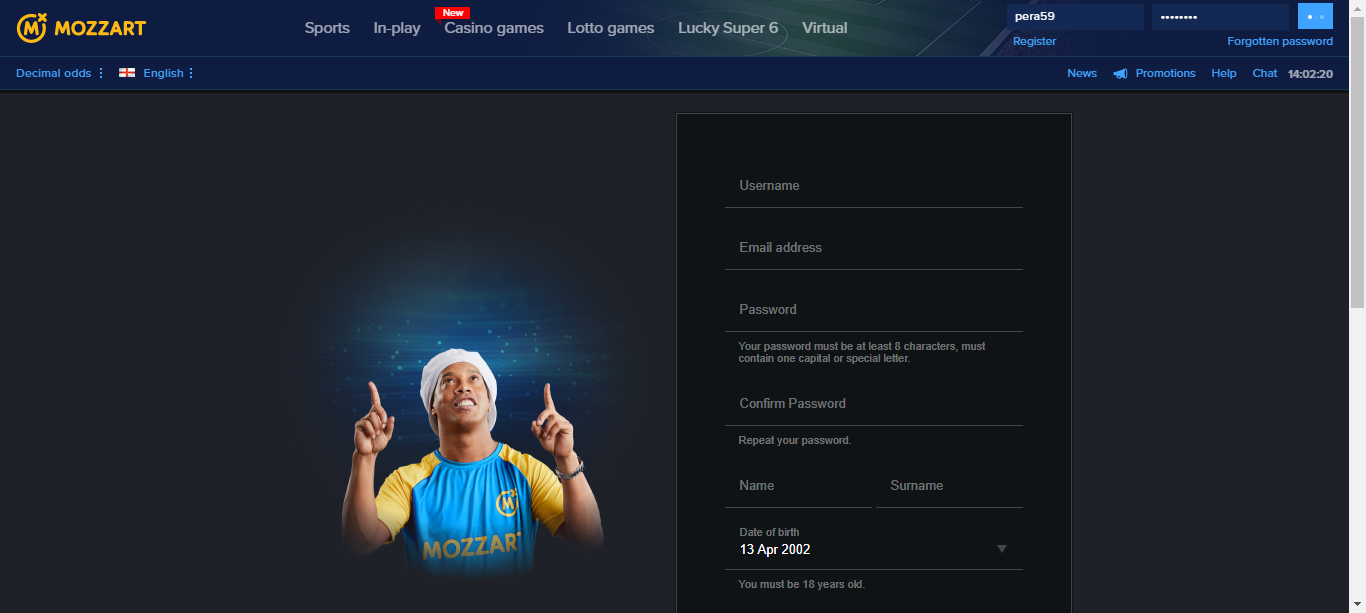 MOZZART
Sports
In-play
New
Casino games
Lotto games
Lucky Super 6
Virtual
pera59
••••••••
Register
Forgotten password
Decimal odds
English
News
Promotions
Help
Chat
14:02:20
Username
Email address
Password
Your password must be at least 8 characters, must
contain one capital or special letter.
Confirm Password
Repeat your password.
Name
Surname
Date of birth
13 Apr 2002
You must be 18 years old.
M
MOZZART